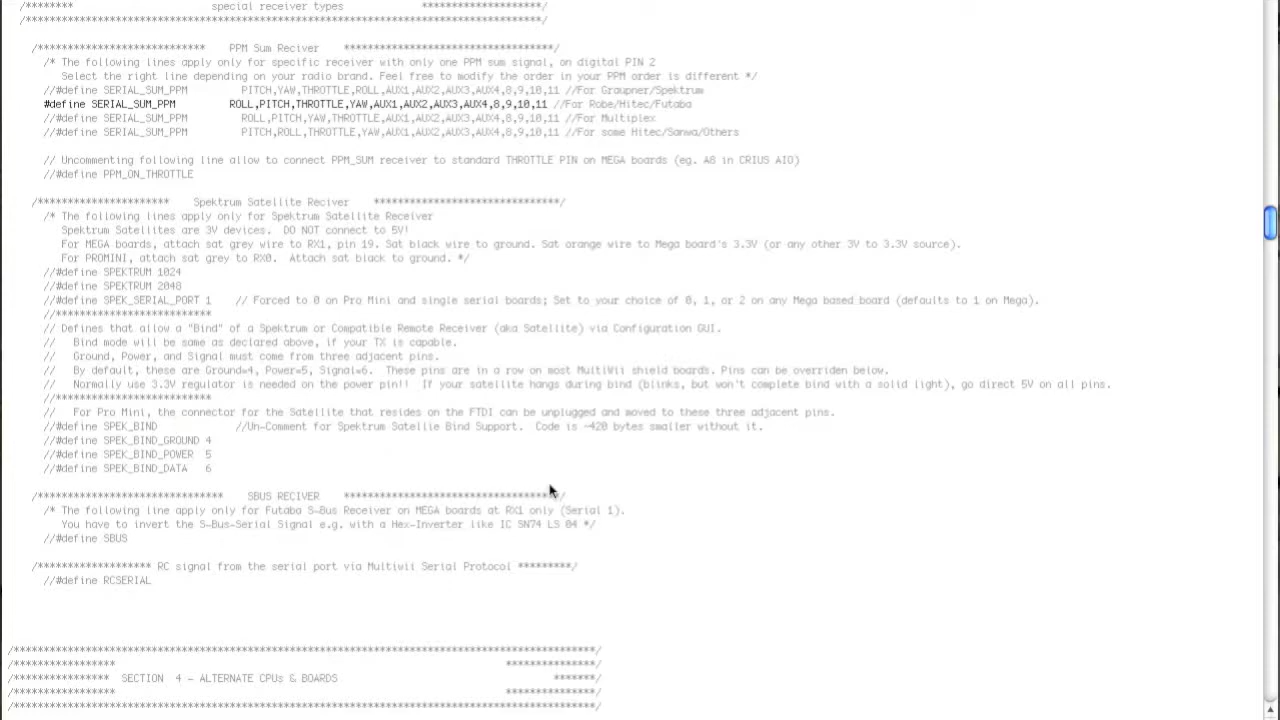 /******** special receiver types ********************/
/**************************************************************************************/
/**************************** PPM Sum Reciver ***********************************/
/* The following lines apply only for specific receiver with only one PPM sum signal, on digital PIN 2
Select the right line depending on your radio brand. Feel free to modify the order in your PPM order is different */
//#define SERIAL_SUM_PPM PITCH,YAW,THROTTLE,ROLL,AUX1,AUX2,AUX3,AUX4,8,9,10,11 //For Graupner/Spektrum
#define SERIAL_SUM_PPM ROLL,PITCH,THROTTLE,YAW,AUX1,AUX2,AUX3,AUX4,8,9,10,11 //For Robe/Hitec/Futaba
//#define SERIAL_SUM_PPM ROLL,PITCH,YAW,THROTTLE,AUX1,AUX2,AUX3,AUX4,8,9,10,11 //For Multiplex
//#define SERIAL_SUM_PPM PITCH,ROLL,THROTTLE,YAW,AUX1,AUX2,AUX3,AUX4,8,9,10,11 //For some Hitec/Sanwa/Others
// Uncommenting following line allow to connect PPM_SUM receiver to standard THROTTLE PIN on MEGA boards (eg. A8 in CRIUS AIO)
//#define PPM_ON_THROTTLE
/********************** Spektrum Satellite Reciver *******************************/
/* The following lines apply only for Spektrum Satellite Receiver
Spektrum Satellites are 3V devices. DO NOT connect to 5V!
For MEGA boards, attach sat grey wire to RX1, pin 19. Sat black wire to ground. Sat orange wire to Mega board's 3.3V (or any other 3V to 3.3V source).
For PROMINI, attach sat grey to RX0. Attach sat black to ground. */
//#define SPEKTRUM 1024
//#define SPEKTRUM 2048
//#define SPEK_SERIAL_PORT 1 // Forced to 0 on Pro Mini and single serial boards; Set to your choice of 0, 1, or 2 on any Mega based board (defaults to 1 on Mega).
//**************************
// Defines that allow a "Bind" of a Spektrum or Compatible Remote Receiver (aka Satellite) via Configuration GUI.
// Bind mode will be same as declared above, if your TX is capable.
// Ground, Power, and Signal must come from three adjacent pins.
// By default, these are Ground=4, Power=5, Signal=6. These pins are in a row on most MultiWii shield boards. Pins can be overriden below.
// Normally use 3.3V regulator is needed on the power pin!! If your satellite hangs during bind (blinks, but won't complete bind with a solid light), go direct 5V on all pins.
//**************************
// For Pro Mini, the connector for the Satellite that resides on the FTDI can be unplugged and moved to these three adjacent pins.
//#define SPEK_BIND //Un-Comment for Spektrum Satellie Bind Support. Code is ~420 bytes smaller without it.
//#define SPEK_BIND_GROUND 4
//#define SPEK_BIND_POWER 5
//#define SPEK_BIND_DATA 6
/******************************* SBUS RECIVER ************************************/
/* The following line apply only for Futaba S-Bus Receiver on MEGA boards at RX1 only (Serial 1).
You have to invert the S-Bus-Serial Signal e.g. with a Hex-Inverter like IC SN74 LS 04 */
//#define SBUS
/******************* RC signal from the serial port via Multiwii Serial Protocol *********/
//#define RCSERIAL
/*************************************************************************************************/
/***************** ***************/
/**************** SECTION 4 - ALTERNATE CPUs & BOARDS *******/
/***************** ***************/
/*************************************************************************************************/